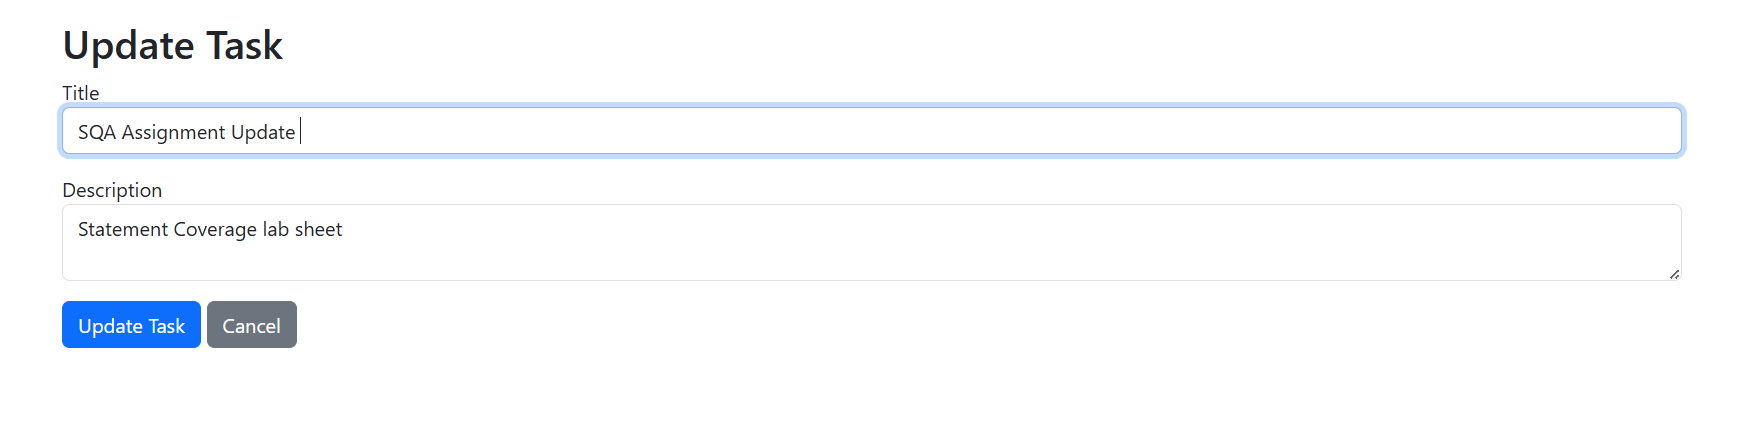 Update Task
Title
SQA Assignment Update
Description
Statement Coverage lab sheet
Update Task Cancel